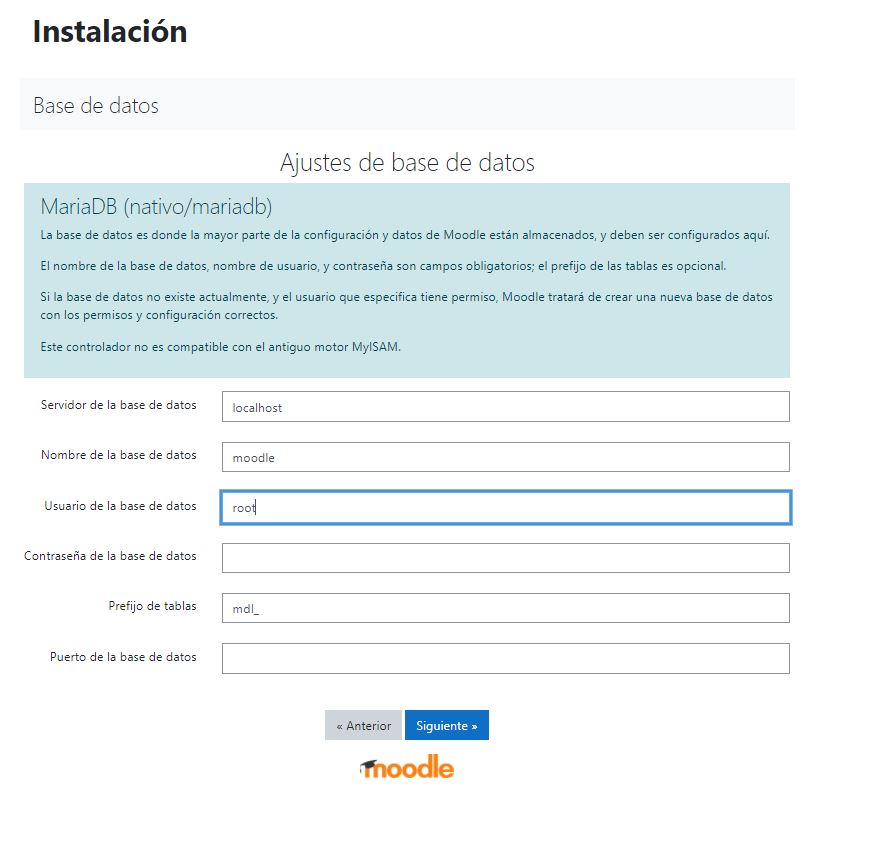 Instalación
Base de datos
Ajustes de base de datos
MariaDB (nativo/mariadb)
La base de datos es donde la mayor parte de la configuración y datos de Moodle están almacenados, y deben ser configurados aquí.
El nombre de la base de datos, nombre de usuario, y contraseña son campos obligatorios; el prefijo de las tablas es opcional.
Si la base de datos no existe actualmente, y el usuario que especifica tiene permiso, Moodle tratará de crear una nueva base de datos
con los permisos y configuración correctos.
Este controlador no es compatible con el antiguo motor MyISAM.
Servidor de la base de datos localhost
Nombre de la base de datos moodle
Usuario de la base de datos root
Contraseña de la base de datos
Prefijo de tablas mdl_
Puerto de la base de datos
« Anterior Siguiente »
moodle